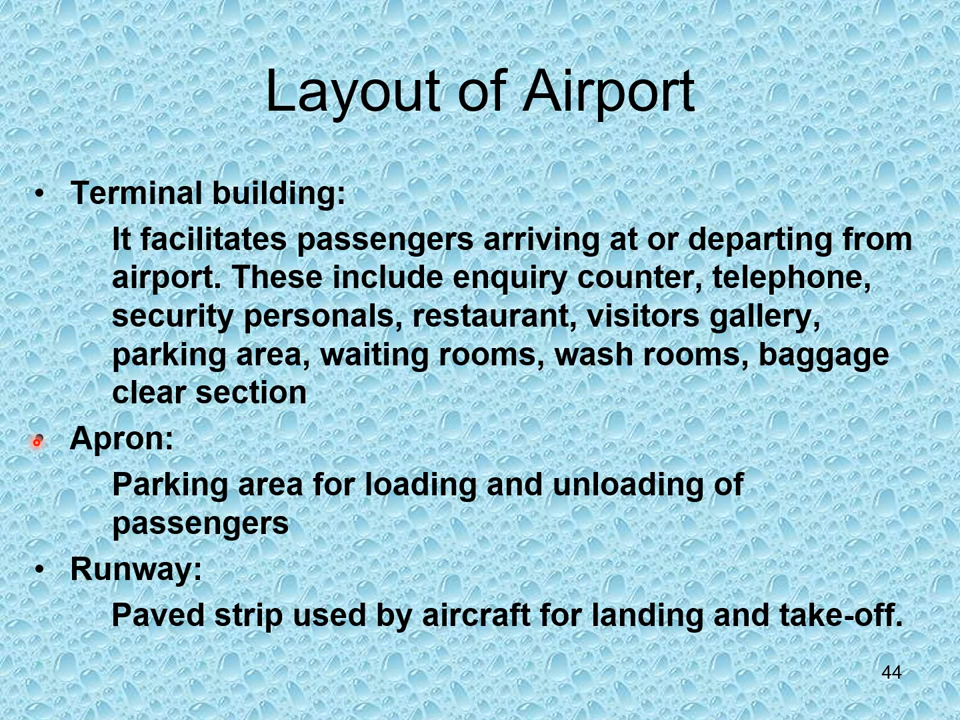 Layout of Airport
• Terminal building:
It facilitates passengers arriving at or departing from
airport. These include enquiry counter, telephone,
security personals, restaurant, visitors gallery,
parking area, waiting rooms, wash rooms, baggage
clear section
• Apron:
Parking area for loading and unloading of
passengers
• Runway:
Paved strip used by aircraft for landing and take-off.
44